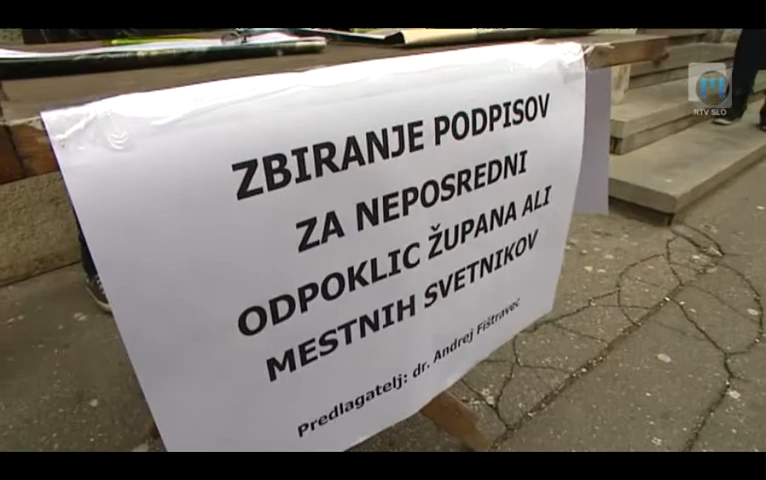 ZBIRANJE PODPISOV
ZA NEPOSREDNI
ODPOKLIC ŽUPANA ALI
MESTNIH SVETNIKOV
Predlagatelj: dr. Andrej Fištravec
RTV SLO